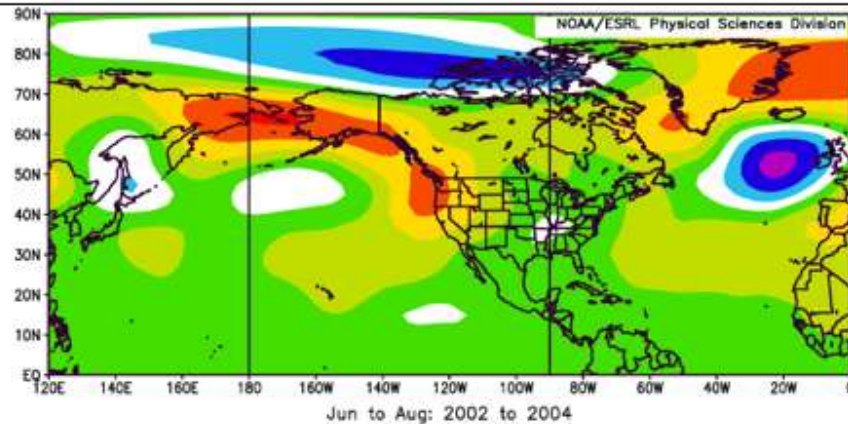 90N
NOAA/ESRL Physical Sciences Division
80N
70N
60N
50N
40N
30N
20N
10N
EQ
120E 140E 160E 180 160W 140W 120W 100W 80W 60W 40W 20W 0
Jun to Aug: 2002 to 2004